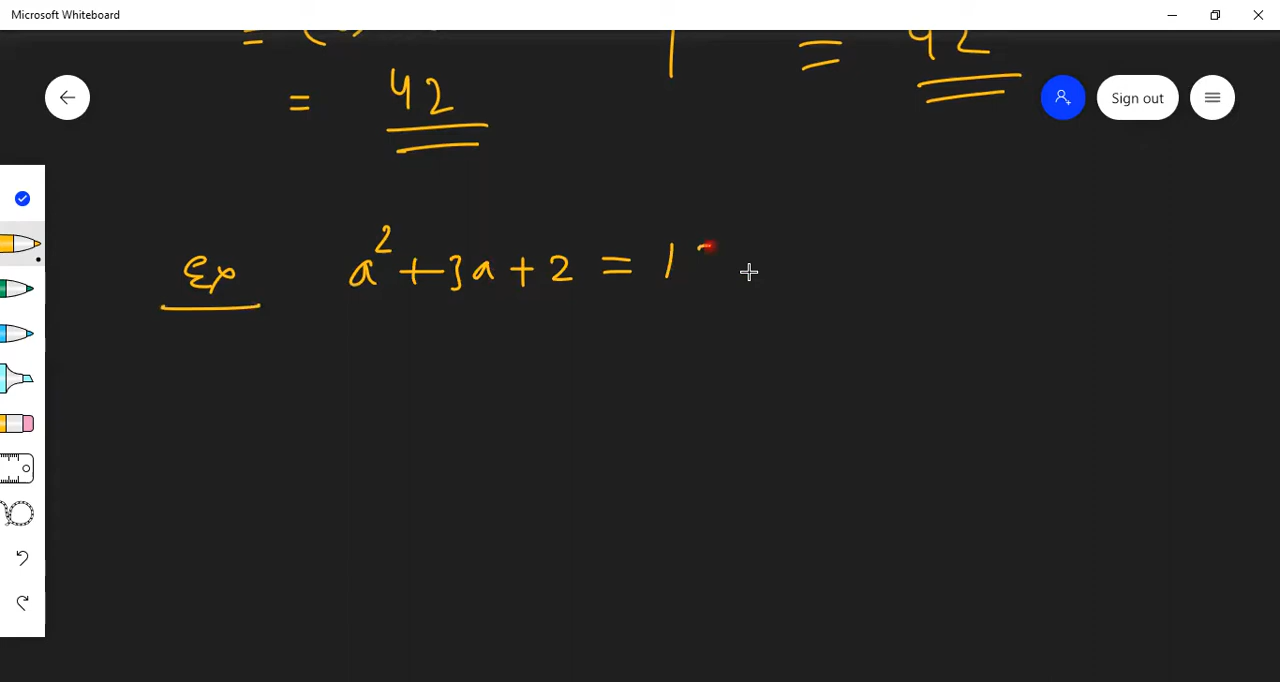 Microsoft Whiteboard
= 42
= 42
Sign out
Ex a² + 3a + 2 = 1